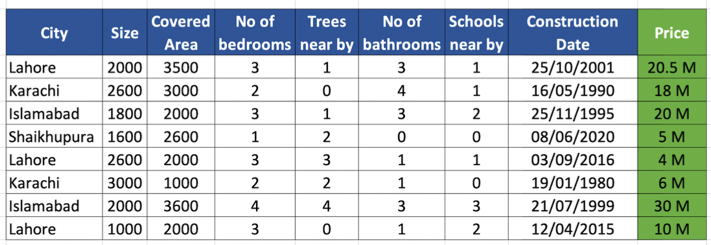 City Size Covered Area No of bedrooms Trees near by No of bathrooms Schools near by Construction Date Price
Lahore 2000 3500 3 1 3 1 25/10/2001 20.5 M
Karachi 2600 3000 2 0 4 1 16/05/1990 18 M
Islamabad 1800 2000 3 1 3 2 25/11/1995 20 M
Shaikhupura 1600 2600 1 2 0 0 08/06/2020 5 M
Lahore 2600 2000 3 3 1 1 03/09/2016 4 M
Karachi 3000 1000 2 2 1 0 19/01/1980 6 M
Islamabad 2000 3600 4 4 3 3 21/07/1999 30 M
Lahore 1000 2000 3 0 1 2 12/04/2015 10 M